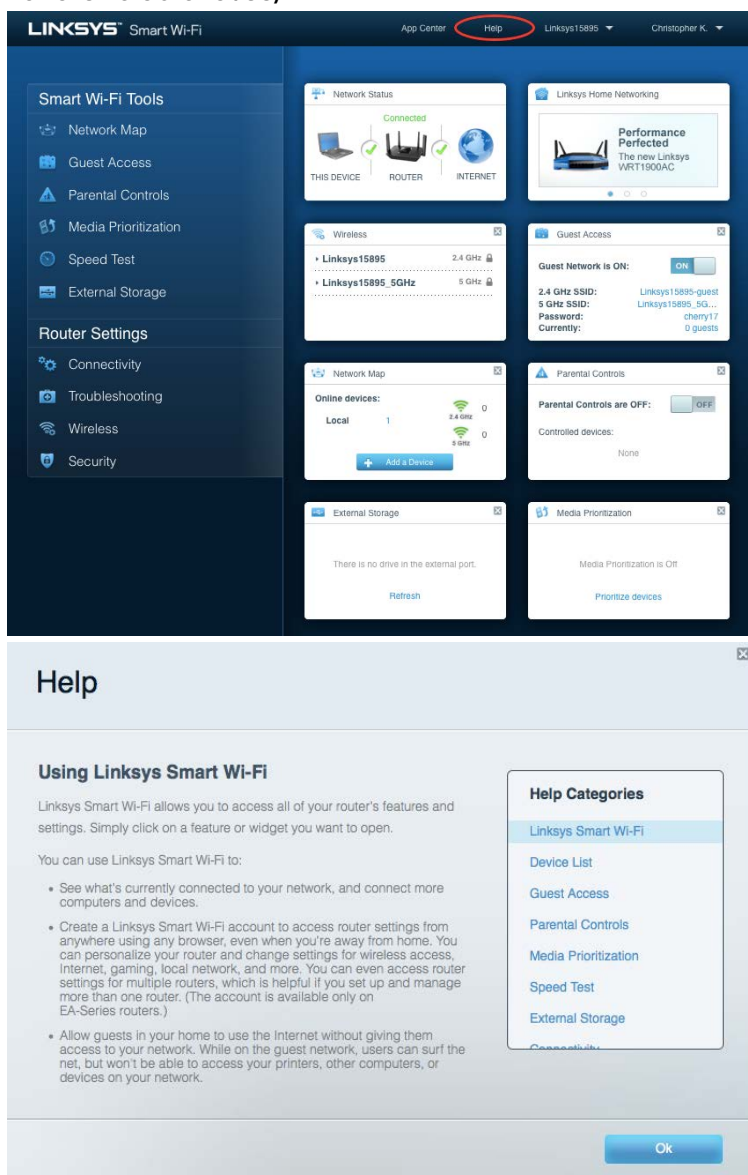 LINKSYS Smart Wi-Fi
App Center
Help
Linksys15895
Christopher K.
Smart Wi-Fi Tools
Network Map
Guest Access
Parental Controls
Media Prioritization
Speed Test
External Storage
Router Settings
Connectivity
Troubleshooting
Wireless
Security
Network Status
Connected
THIS DEVICE
ROUTER
INTERNET
Linksys Home Networking
Performance
Perfected
The new Linksys
WRT1900AC
Wireless
Linksys15895 2.4 GHz
Linksys15895_5GHz 5 GHz
Guest Access
Guest Network is ON: ON
2.4 GHz SSID: Linksys15895-guest
5 GHz SSID: Linksys15895_5G...
Password: cherry17
Currently: 0 guests
Network Map
Online devices:
Local 1
0
2.4 GHz
0
5 GHz
+ Add a Device
Parental Controls
Parental Controls are OFF: OFF
Controlled devices:
None
External Storage
There is no drive in the external port.
Refresh
Media Prioritization
Media Prioritization is Off
Prioritize devices
Help
Using Linksys Smart Wi-Fi
Linksys Smart Wi-Fi allows you to access all of your router's features and
settings. Simply click on a feature or widget you want to open.
You can use Linksys Smart Wi-Fi to:
• See what's currently connected to your network, and connect more
computers and devices.
• Create a Linksys Smart Wi-Fi account to access router settings from
anywhere using any browser, even when you're away from home. You
can personalize your router and change settings for wireless access,
Internet, gaming, local network, and more. You can even access router
settings for multiple routers, which is helpful if you set up and manage
more than one router. (The account is available only on
EA-Series routers.)
• Allow guests in your home to use the Internet without giving them
access to your network. While on the guest network, users can surf the
net, but won't be able to access your printers, other computers, or
devices on your network.
Help Categories
Linksys Smart Wi-Fi
Device List
Guest Access
Parental Controls
Media Prioritization
Speed Test
External Storage
Connectivity
Ok